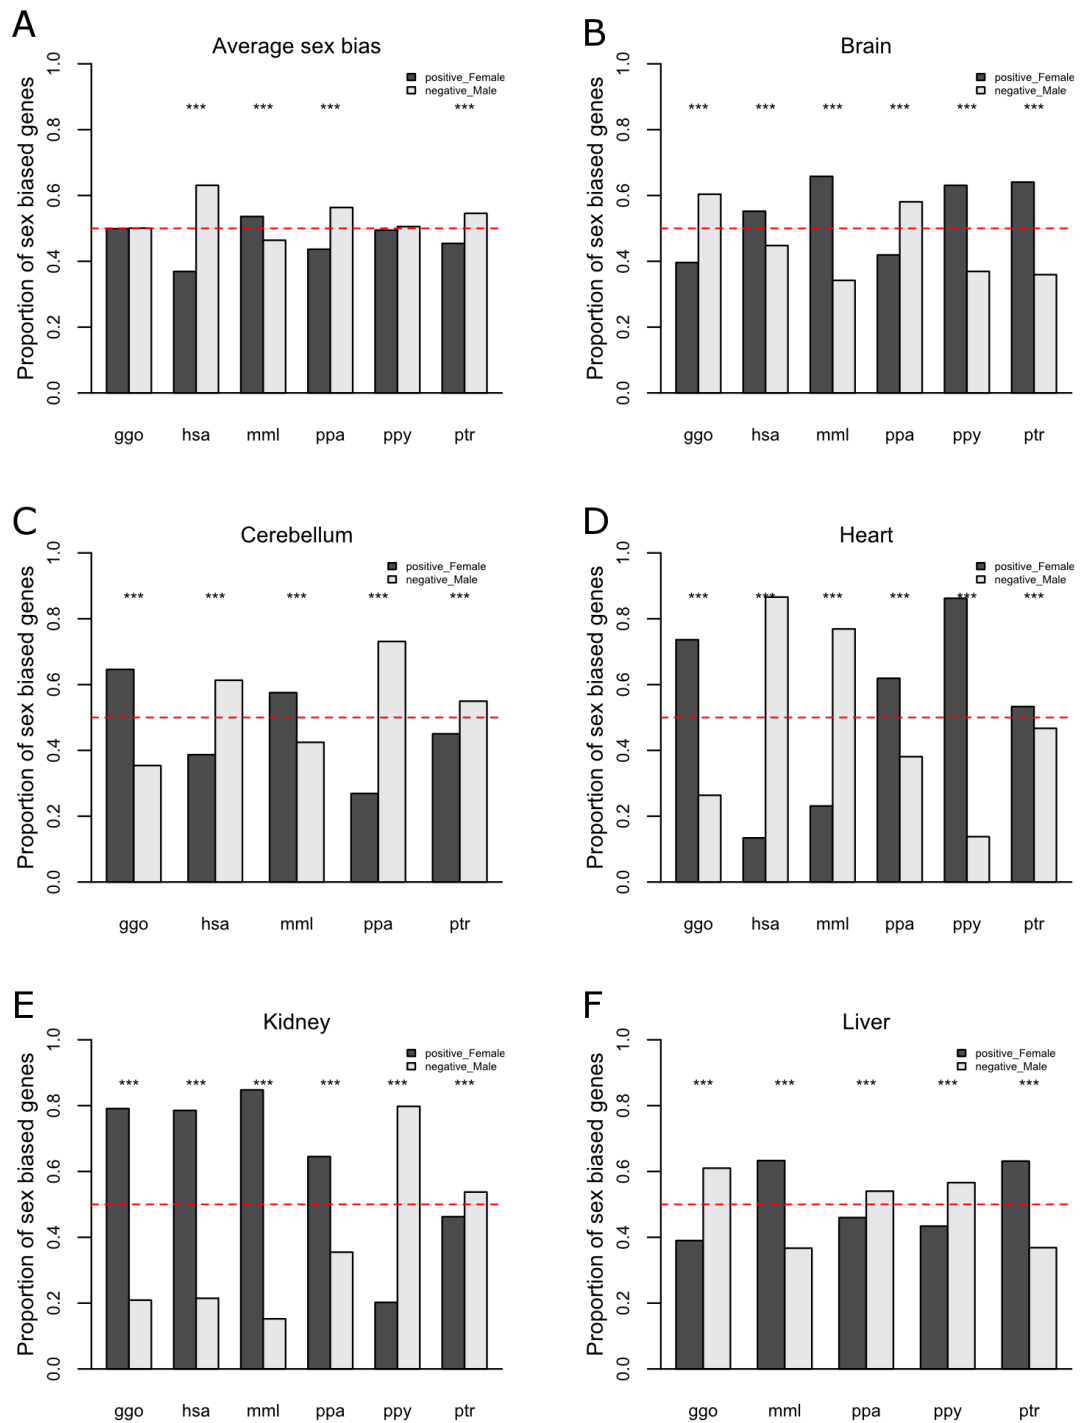 A
Average sex bias
Proportion of sex biased genes
0.0 0.2 0.4 0.6 0.8 1.0
positive_Female
negative_Male
*** *** *** ***
ggo hsa mml ppa ppy ptr
B
Brain
Proportion of sex biased genes
0.0 0.2 0.4 0.6 0.8 1.0
positive_Female
negative_Male
*** *** *** *** *** ***
ggo hsa mml ppa ppy ptr
C
Cerebellum
Proportion of sex biased genes
0.0 0.2 0.4 0.6 0.8 1.0
positive_Female
negative_Male
*** *** *** *** ***
ggo hsa mml ppa ptr
D
Heart
Proportion of sex biased genes
0.0 0.2 0.4 0.6 0.8 1.0
positive_Female
negative_Male
*** *** *** *** *** ***
ggo hsa mml ppa ppy ptr
E
Kidney
Proportion of sex biased genes
0.0 0.2 0.4 0.6 0.8 1.0
positive_Female
negative_Male
*** *** *** *** *** ***
ggo hsa mml ppa ppy ptr
F
Liver
Proportion of sex biased genes
0.0 0.2 0.4 0.6 0.8 1.0
positive_Female
negative_Male
*** *** *** *** ***
ggo mml ppa ppy ptr